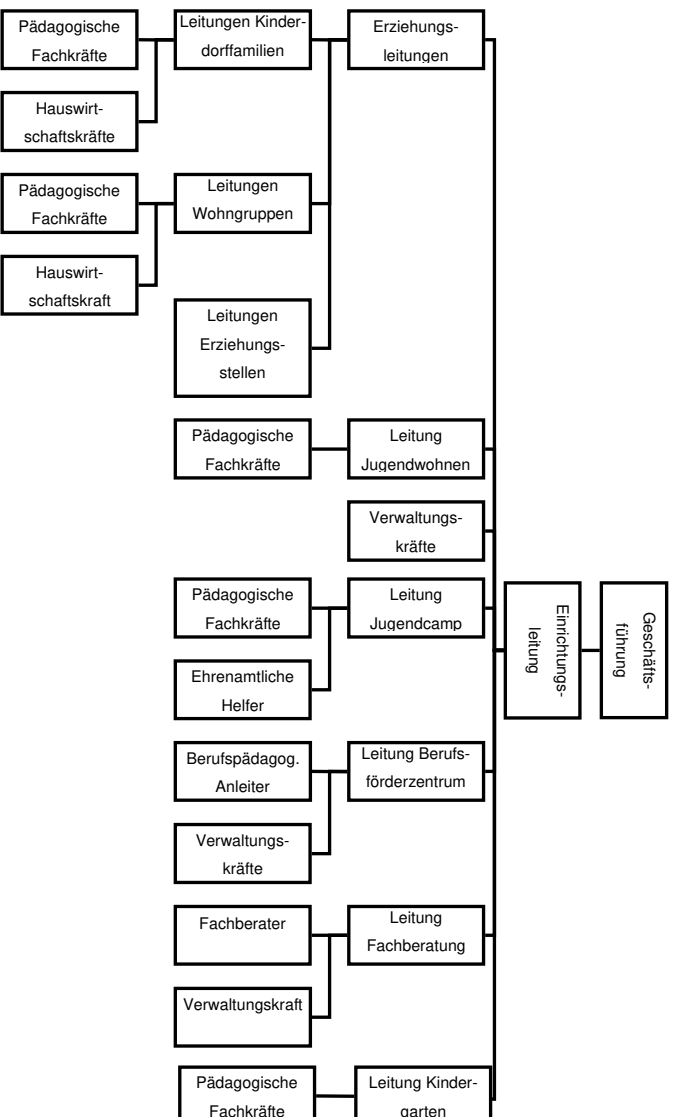 Pädagogische
Fachkräfte
Leitungen Kinder-
dorffamilien
Erziehungs-
leitungen
Hauswirt-
schaftskräfte
Pädagogische
Fachkräfte
Leitungen
Wohngruppen
Hauswirt-
schaftskraft
Leitungen
Erziehungs-
stellen
Pädagogische
Fachkräfte
Leitung
Jugendwohnen
Verwaltungs-
kräfte
Pädagogische
Fachkräfte
Leitung
Jugendcamp
Einrichtungs-
leitung
Geschäfts-
führung
Ehrenamtliche
Helfer
Berufspädagog.
Anleiter
Leitung Berufs-
förderzentrum
Verwaltungs-
kräfte
Fachberater
Leitung
Fachberatung
Verwaltungskraft
Pädagogische
Fachkräfte
Leitung Kinder-
garten